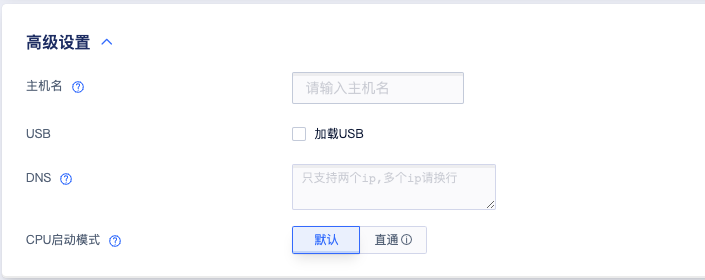 高级设置
主机名
请输入主机名
USB
加载USB
DNS
只支持两个ip,多个ip请换行
CPU启动模式
默认
直通